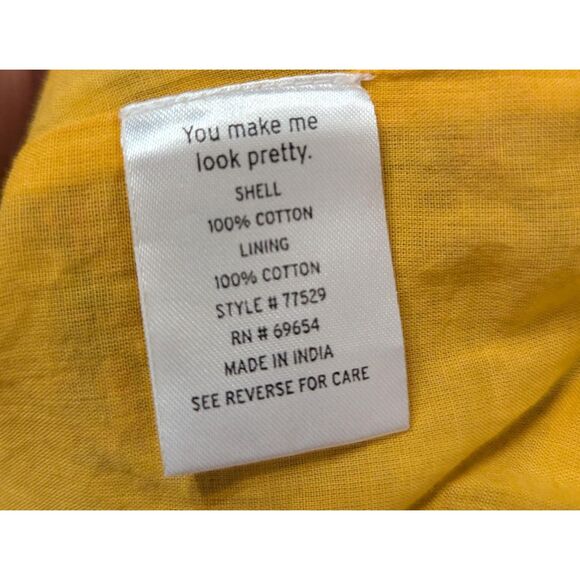 You make me
look pretty.
SHELL
100% COTTON
LINING
100% COTTON
STYLE # 77529
RN # 69654
MADE IN INDIA
SEE REVERSE FOR CARE